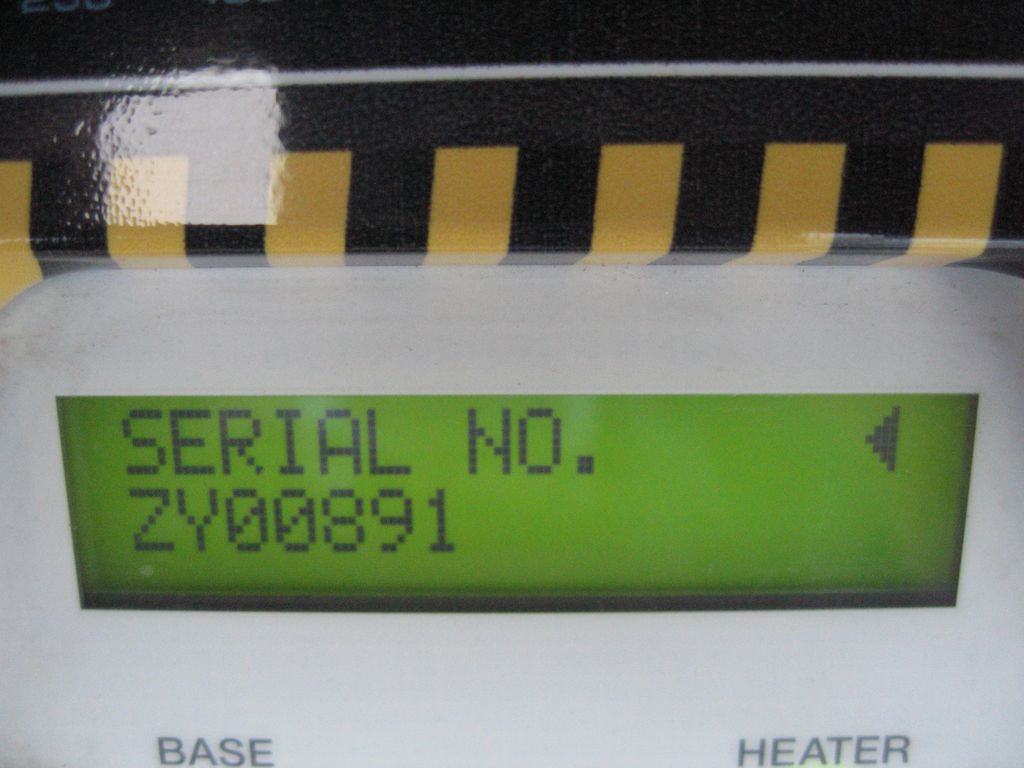 SERIAL NO.
ZY00891
BASE HEATER